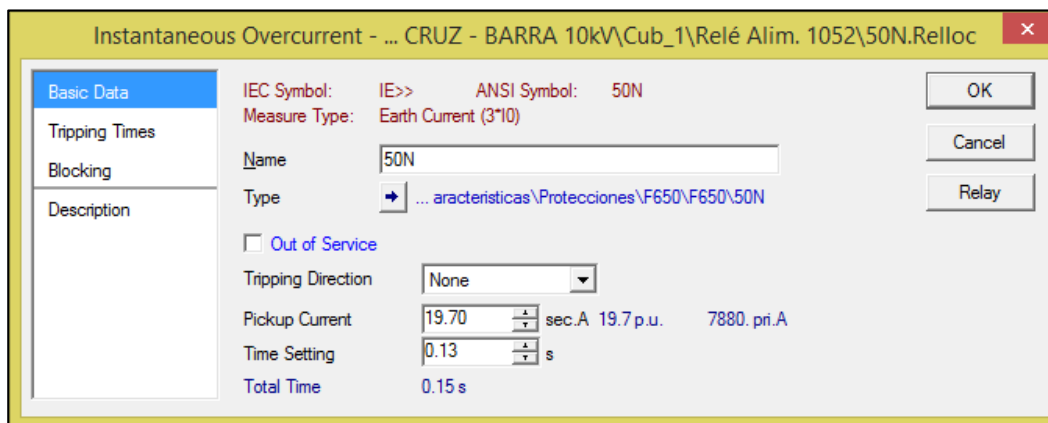 Instantaneous Overcurrent - ... CRUZ - BARRA 10kV\Cub_1\Relé Alim. 1052\50N.Relloc
Basic Data
Tripping Times
Blocking
Description
IEC Symbol: IE>> ANSI Symbol: 50N
Measure Type: Earth Current (3*I0)
Name 50N
Type ... aracteristicas\Protecciones\F650\F650\50N
Out of Service
Tripping Direction None
Pickup Current 19.70 sec.A 19.7 p.u. 7880. pri.A
Time Setting 0.13 s
Total Time 0.15 s
OK
Cancel
Relay